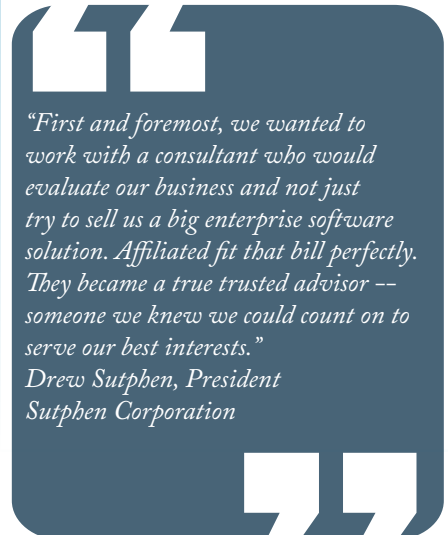 “First and foremost, we wanted to
work with a consultant who would
evaluate our business and not just
try to sell us a big enterprise software
solution. Affiliated fit that bill perfectly.
They became a true trusted advisor --
someone we knew we could count on to
serve our best interests.”
Drew Sutphen, President
Sutphen Corporation